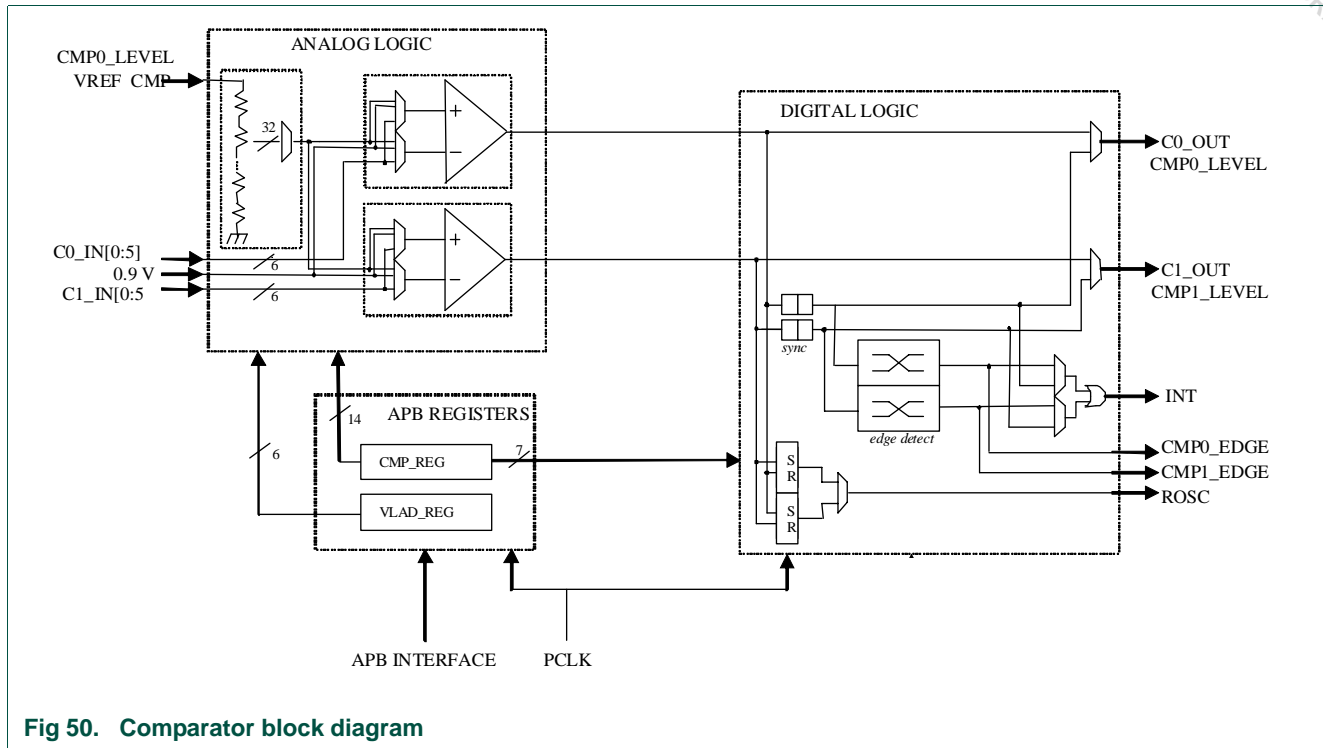 ANALOG LOGIC
CMP0_LEVEL
VREF CMP
32
+
−
DIGITAL LOGIC
C0_OUT
CMP0_LEVEL
+
−
C0_IN[0:5]
6
0.9 V
C1_IN[0:5
6
C1_OUT
CMP1_LEVEL
sync
INT
edge detect
14
APB REGISTERS
6
CMP_REG
7
VLAD_REG
S
R
S
R
CMP0_EDGE
CMP1_EDGE
ROSC
APB INTERFACE
PCLK
Fig 50. Comparator block diagram